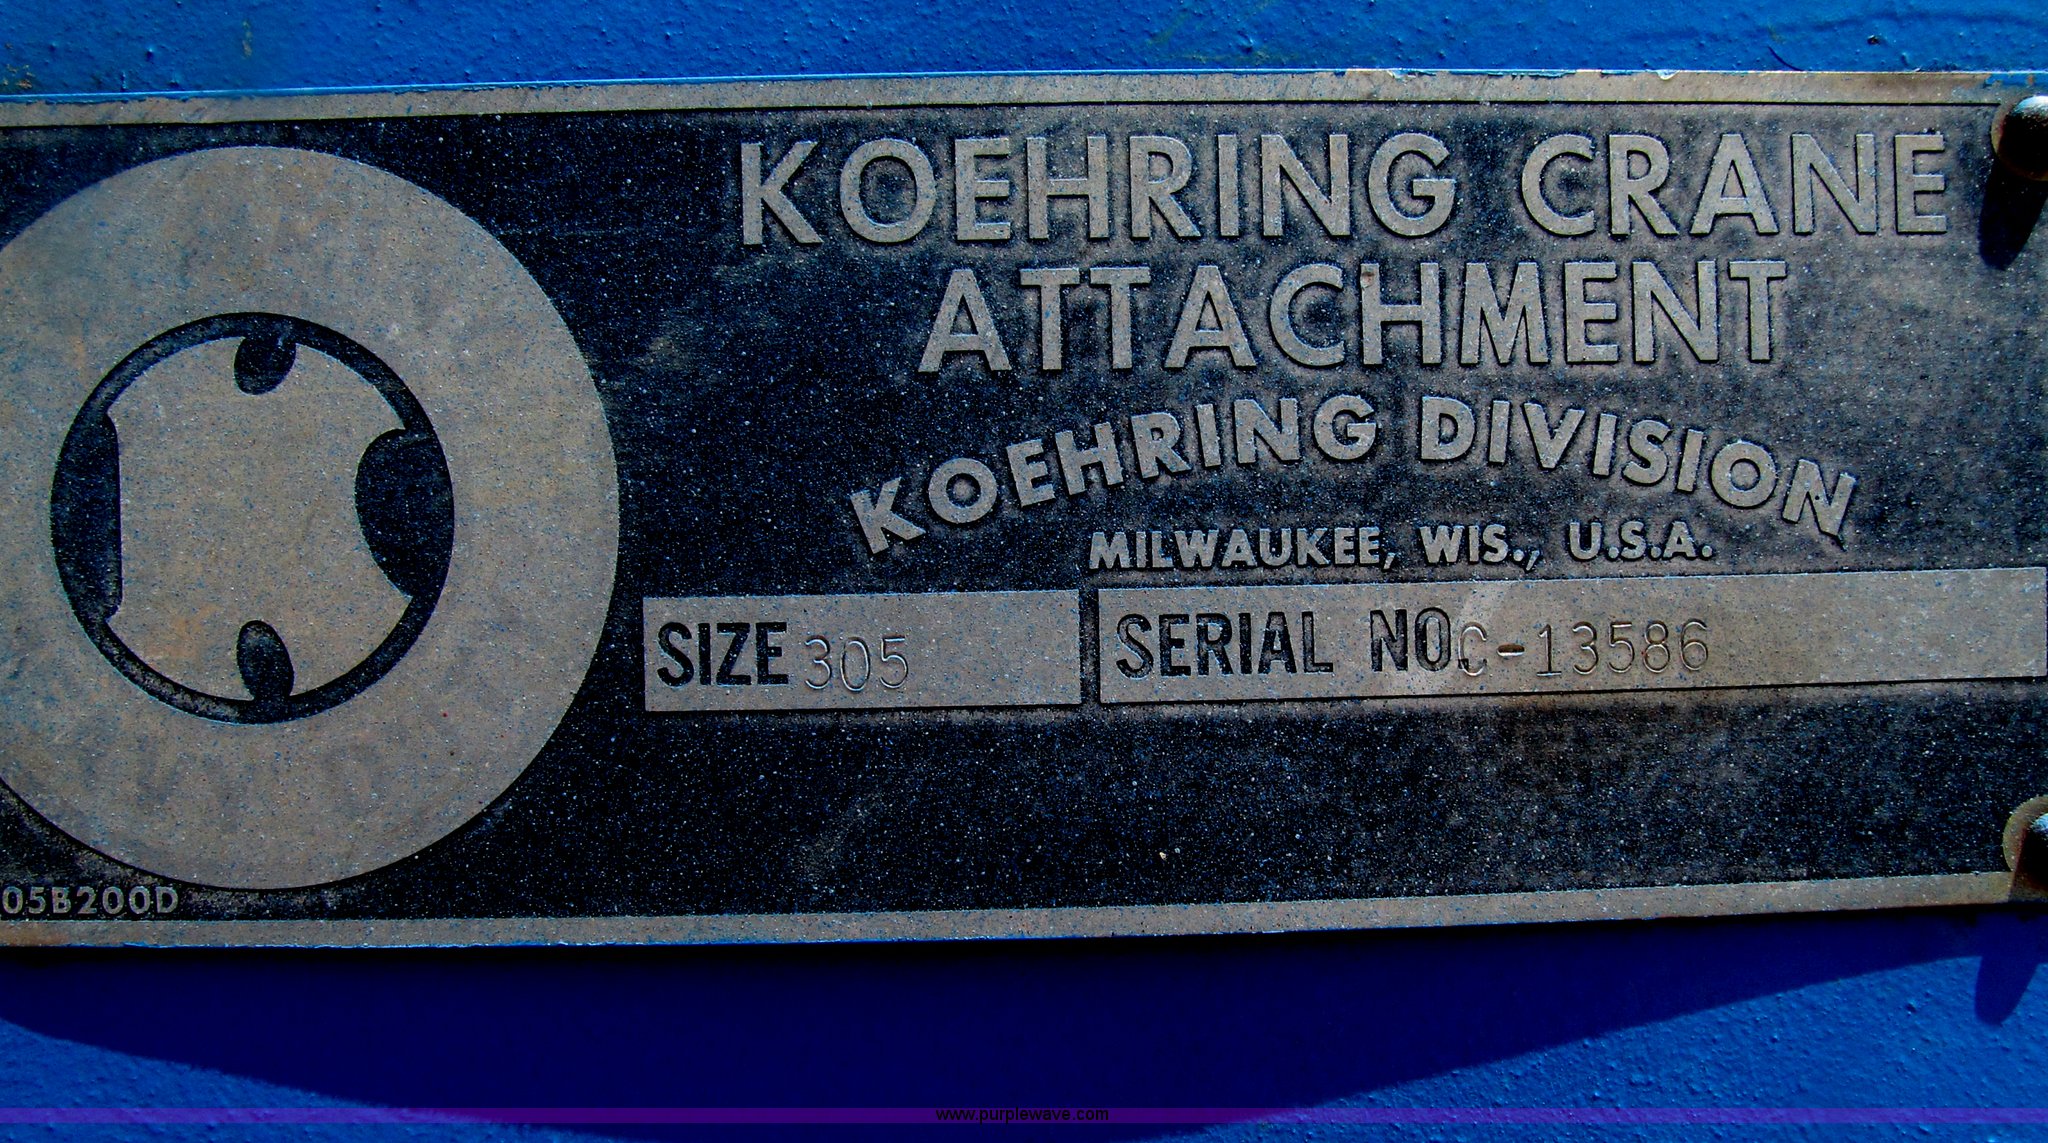 KOEHRING CRANE
ATTACHMENT
KOEHRING DIVISION
MILWAUKEE, WIS., U.S.A.
SIZE 305 SERIAL NO. C-13586
05B200D
www.purplewave.com